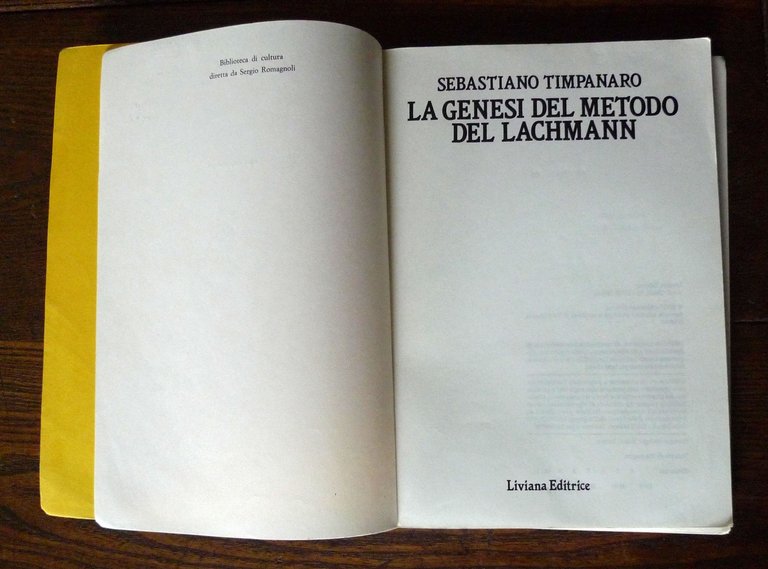 Biblioteca di cultura
diretta da Sergio Romagnoli
SEBASTIANO TIMPANARO
LA GENESI DEL METODO
DEL LACHMANN
Liviana Editrice